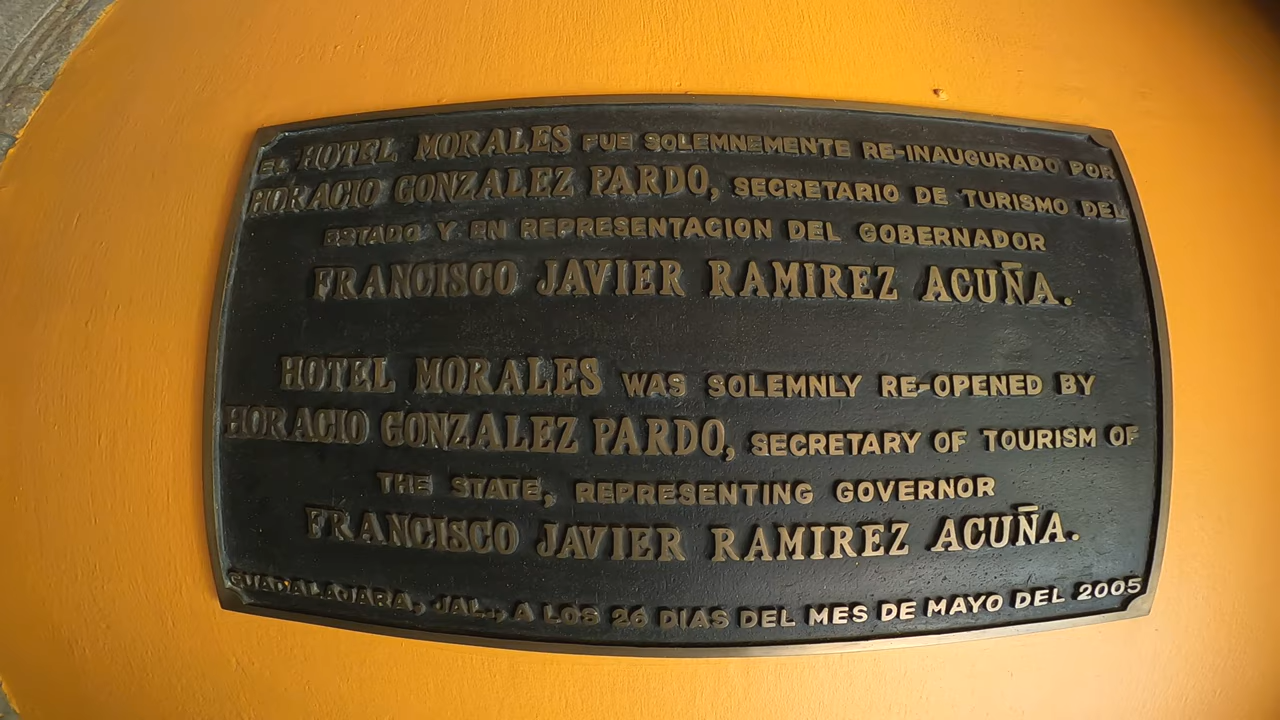 EL HOTEL MORALES FUE SOLEMNEMENTE RE-INAUGURADO POR
HORACIO GONZALEZ PARDO, SECRETARIO DE TURISMO DEL
ESTADO Y EN REPRESENTACION DEL GOBERNADOR
FRANCISCO JAVIER RAMIREZ ACUÑA.
HOTEL MORALES WAS SOLEMNLY RE-OPENED BY
HORACIO GONZALEZ PARDO, SECRETARY OF TOURISM OF
THE STATE, REPRESENTING GOVERNOR
FRANCISCO JAVIER RAMIREZ ACUÑA.
GUADALAJARA, JAL., A LOS 26 DIAS DEL MES DE MAYO DEL 2005